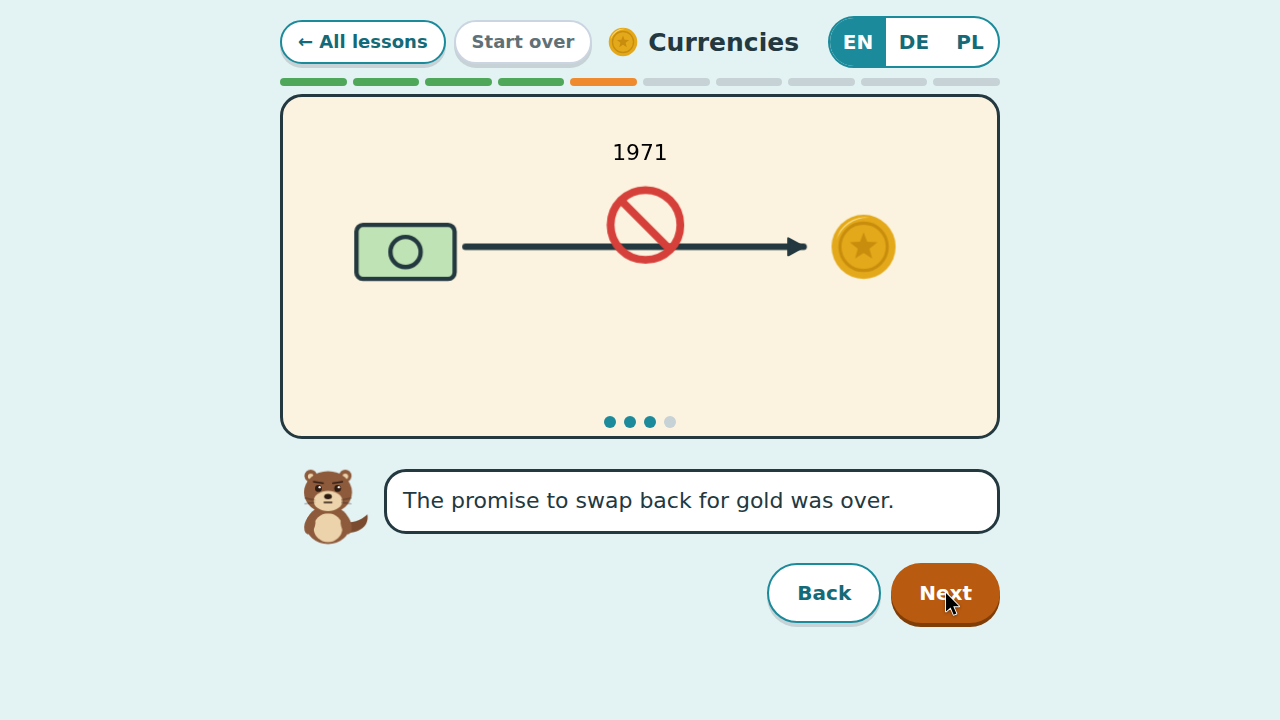 ← All lessons
Start over
Currencies
EN
DE
PL
1971
The promise to swap back for gold was over.
Back
Next